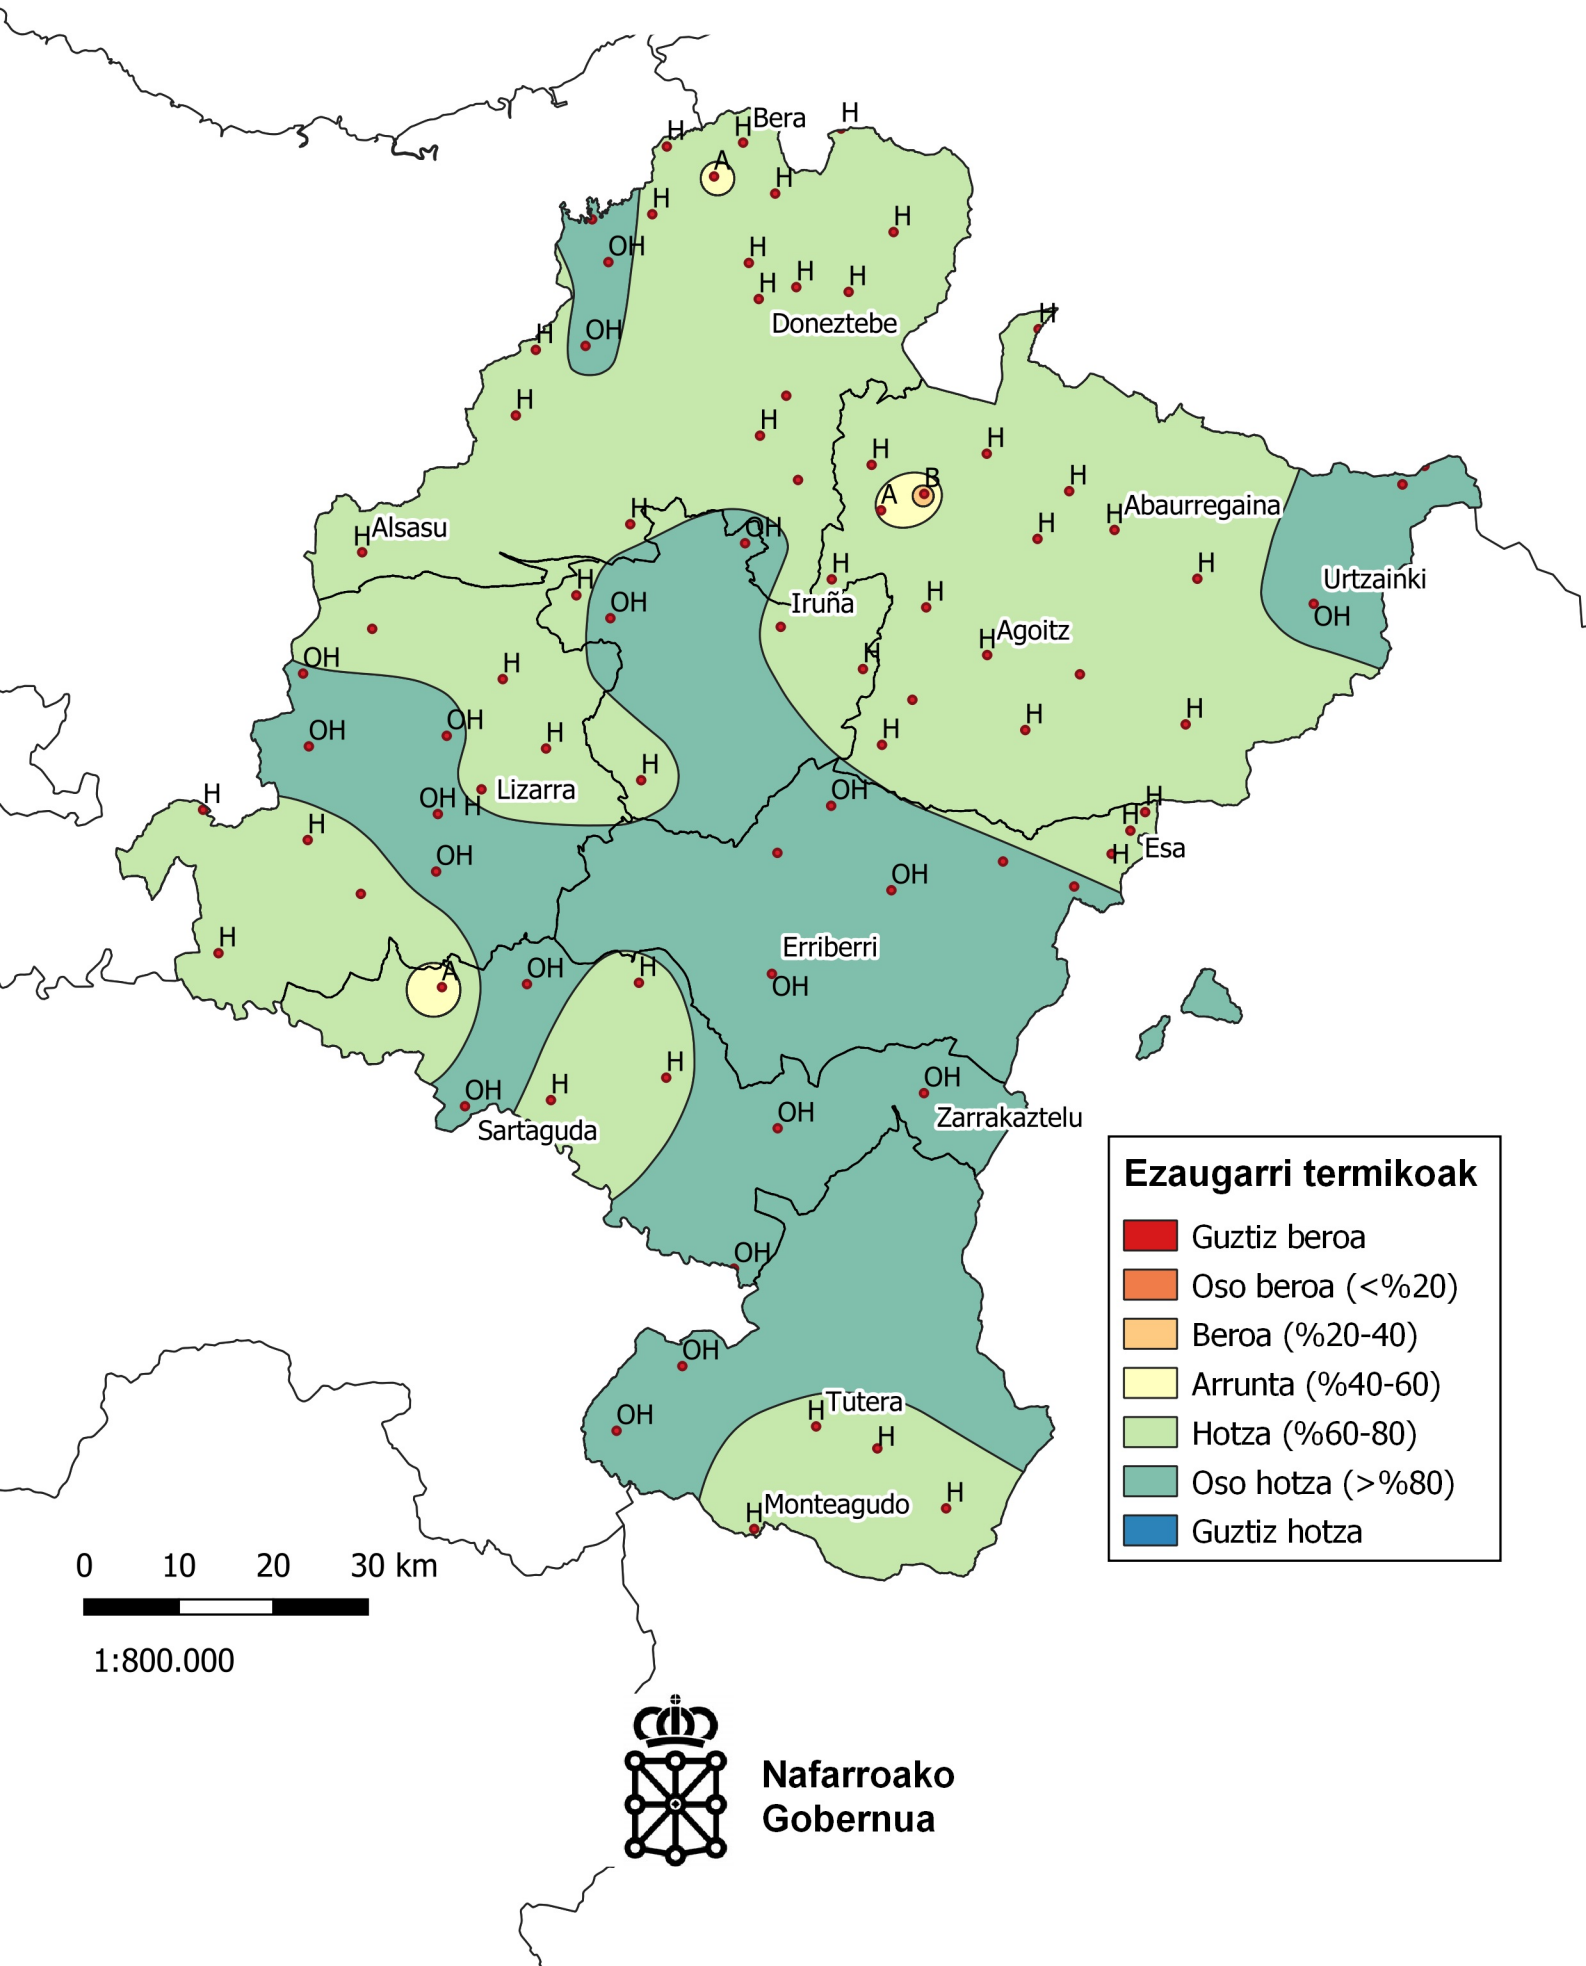 H
H Bera
H
A
H
H
H
OH
H
H
H
H
H
Doneztebe
OH
H
H
H
H
H
H
H
A B
H
Abaurregaina
H
H
H
Alsasu
H
OH
H
H
H
Urtzainki
OH
H
OH
Iruña
H
Agoitz
H
H
OH
H
H
H
OH
OH
H
H
H
H
Lizarra
OH
H
OH
H
H
H
H
H
Esa
OH
OH
H
Erriberri
OH
A
OH
H
H
H
OH
OH
OH
Sartaguda
Zarrakaztelu
OH
OH
OH
H Tutera
H
H
H Monteagudo
Ezaugarri termikoak
Guztiz beroa
Oso beroa (<%20)
Beroa (%20-40)
Arrunta (%40-60)
Hotza (%60-80)
Oso hotza (>%80)
Guztiz hotza
0 10 20 30 km
1:800.000
Nafarroako
Gobernua